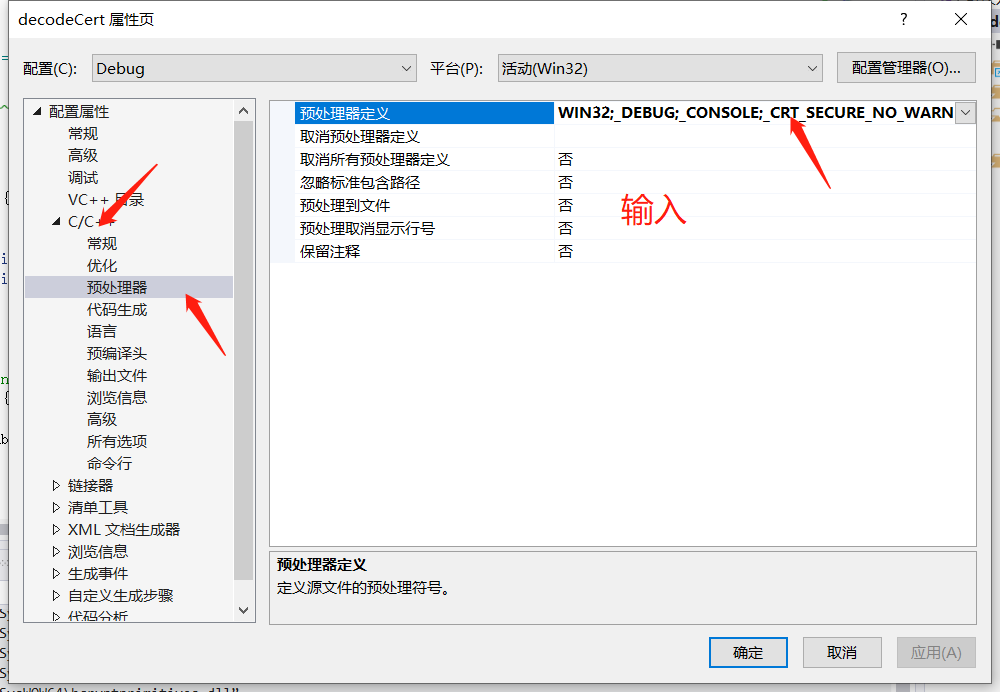 decodeCert 属性页
?
配置(C):
Debug
平台(P):
活动(Win32)
配置管理器(O)...
配置属性
常规
高级
调试
VC++ 目录
C/C++
常规
优化
预处理器
代码生成
语言
预编译头
输出文件
浏览信息
高级
所有选项
命令行
链接器
清单工具
XML 文档生成器
浏览信息
生成事件
自定义生成步骤
代码分析
预处理器定义 WIN32;_DEBUG;_CONSOLE;_CRT_SECURE_NO_WARN
取消预处理器定义
取消所有预处理器定义 否
忽略标准包含路径 否
预处理到文件 否
预处理取消显示行号 否
保留注释 否
输入
预处理器定义
定义源文件的预处理符号。
确定
取消
应用(A)